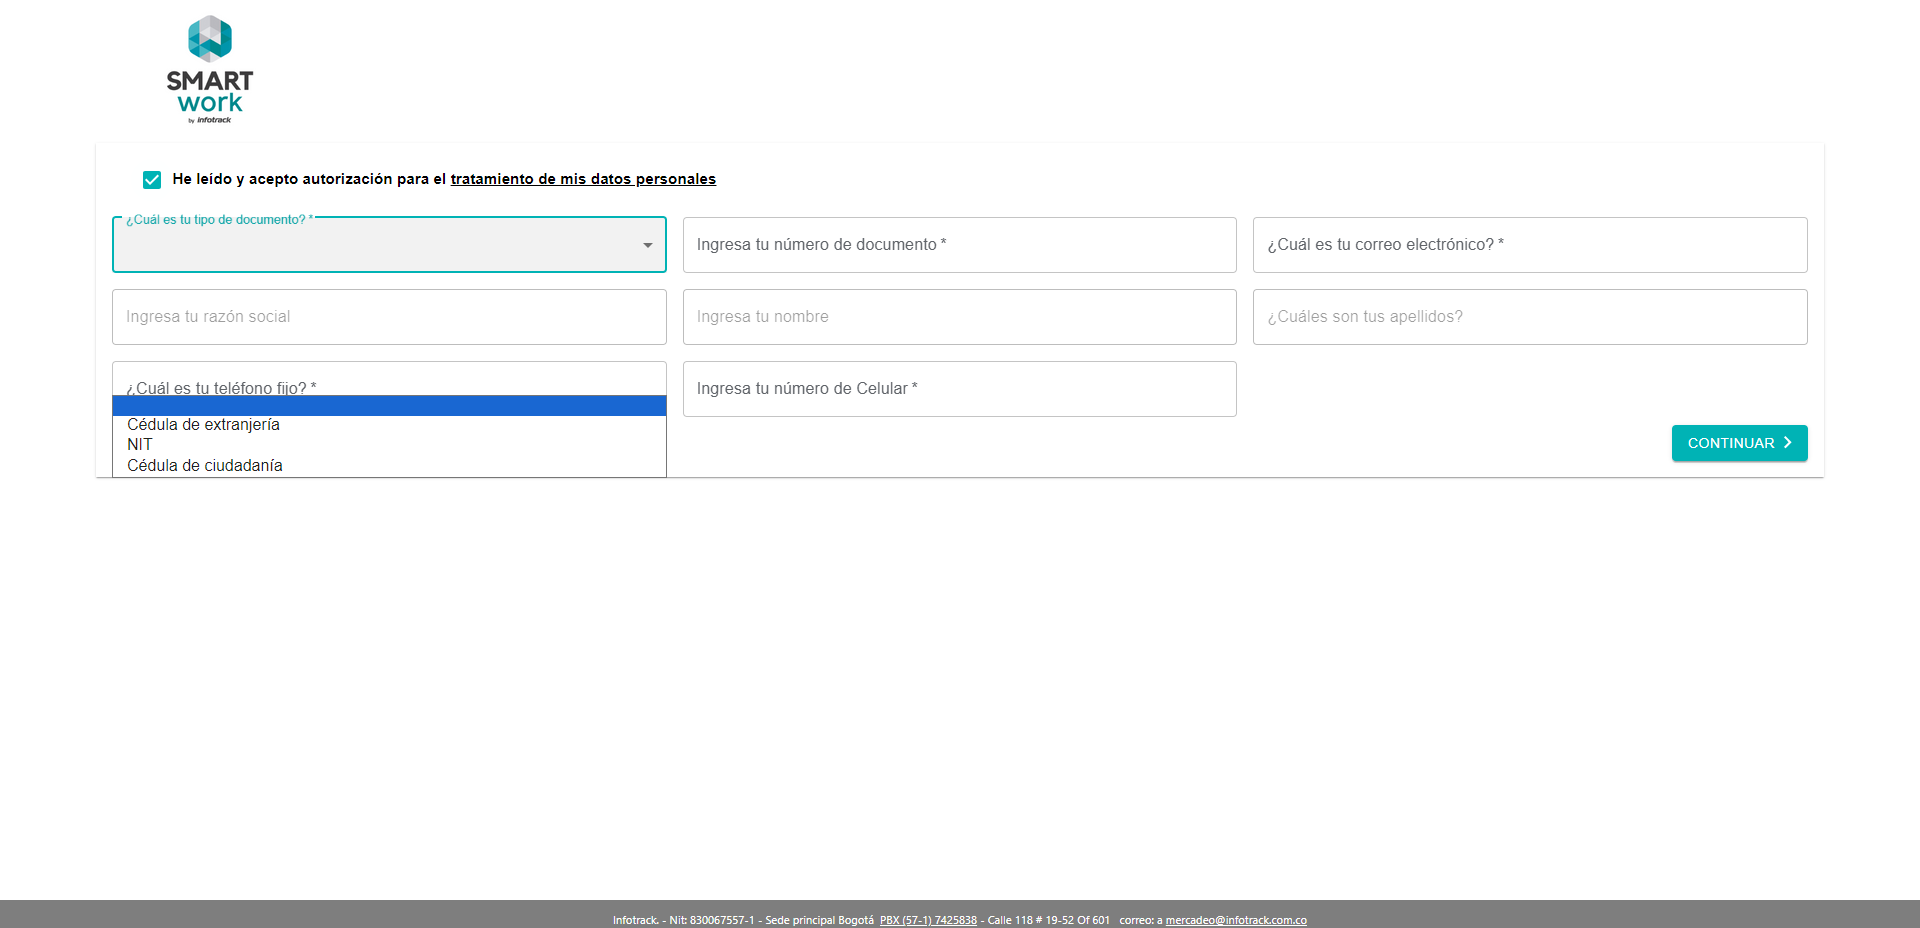 SMART
work
by infotrack
He leído y acepto autorización para el tratamiento de mis datos personales
¿Cuál es tu tipo de documento? *
Ingresa tu número de documento *
¿Cuál es tu correo electrónico? *
Ingresa tu razón social
Ingresa tu nombre
¿Cuáles son tus apellidos?
¿Cuál es tu teléfono fijo? *
Ingresa tu número de Celular *
Cédula de extranjería
NIT
Cédula de ciudadanía
CONTINUAR
Infotrack. - Nit: 830067557-1 - Sede principal Bogotá PBX (57-1) 7425838 - Calle 118 # 19-52 Of 601 correo: a mercadeo@infotrack.com.co